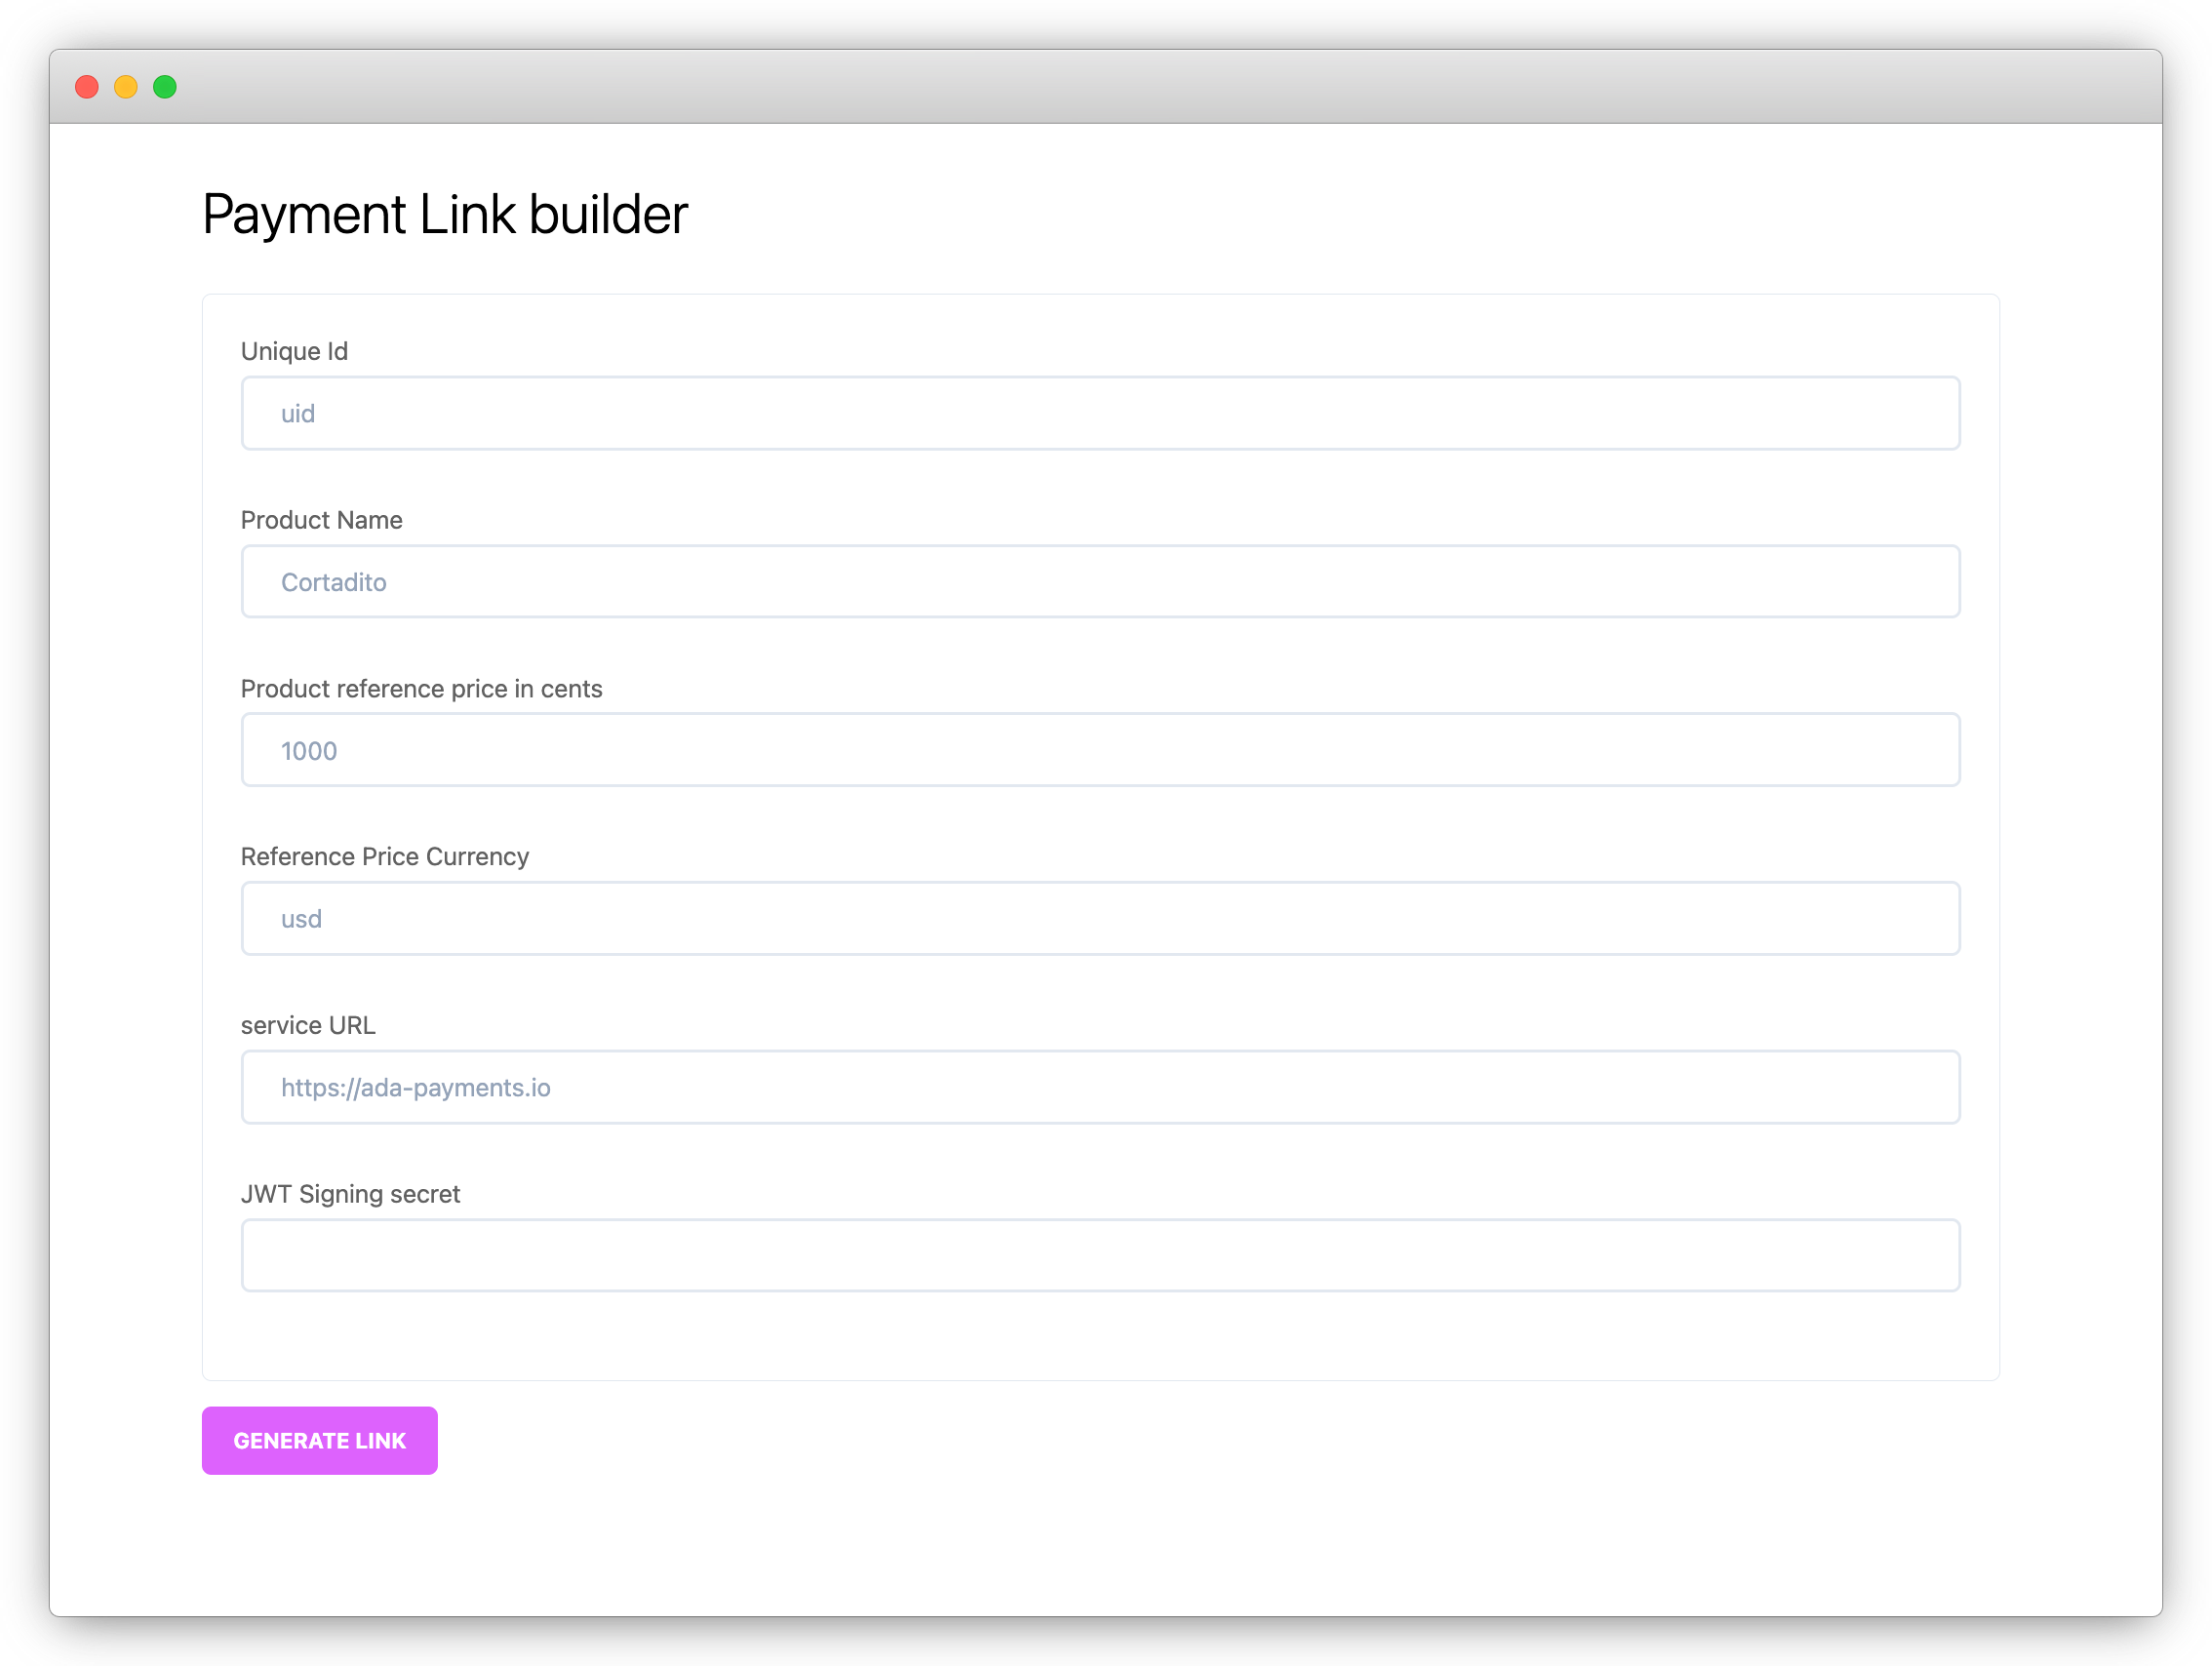 Payment Link builder
Unique Id
uid
Product Name
Cortadito
Product reference price in cents
1000
Reference Price Currency
usd
service URL
https://ada-payments.io
JWT Signing secret
GENERATE LINK